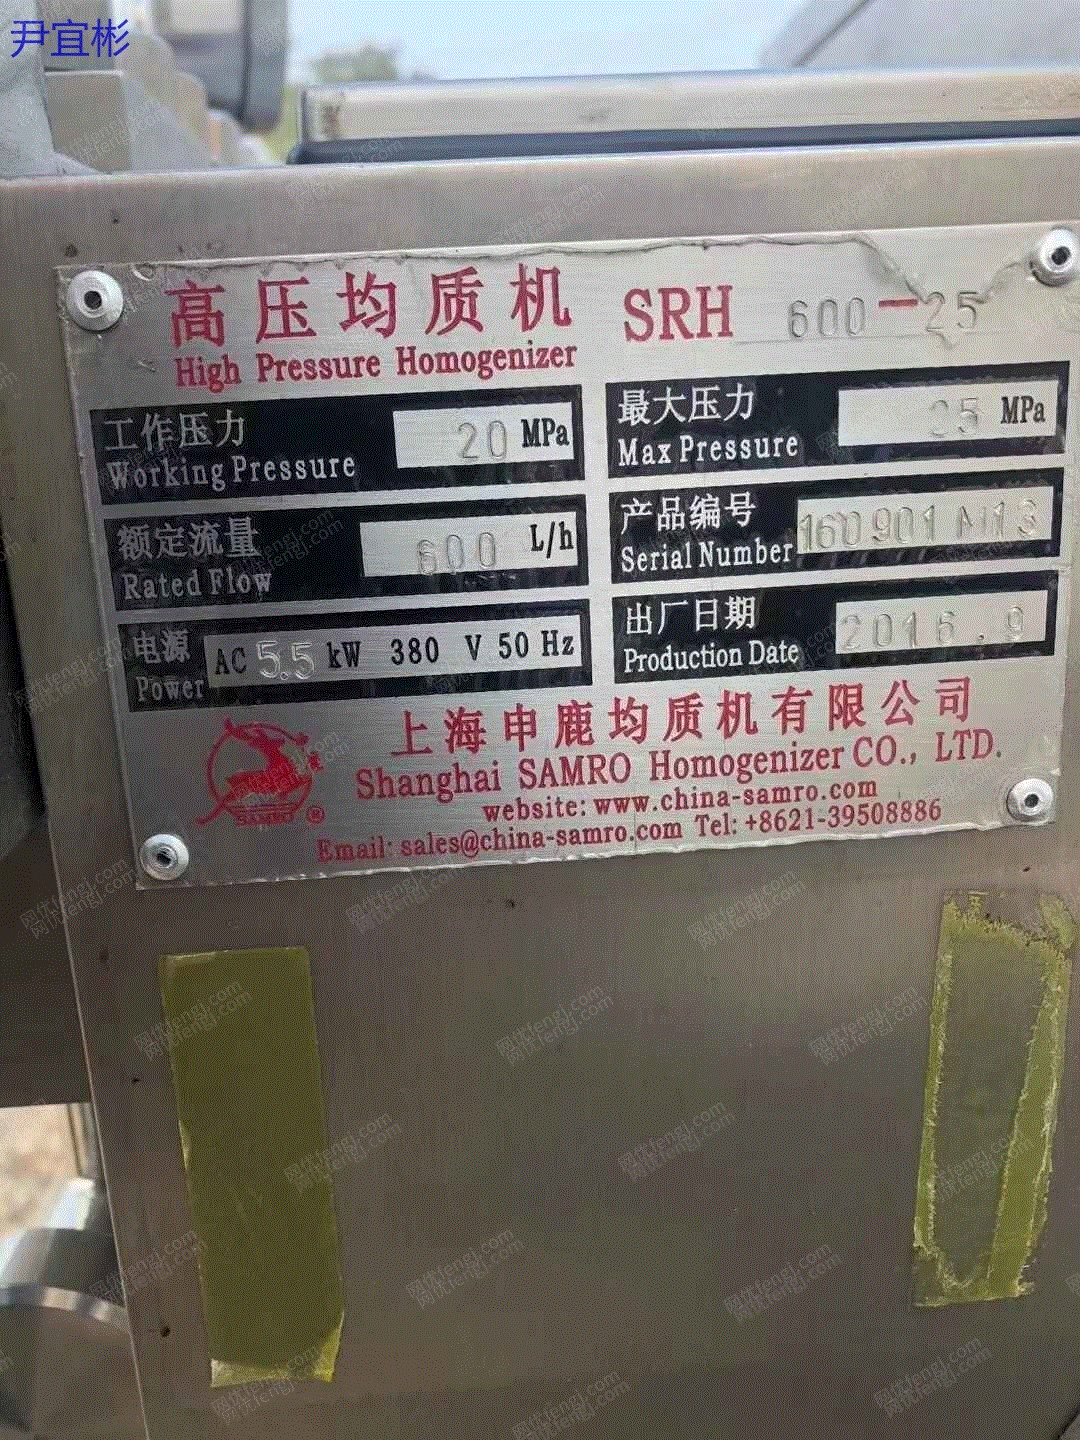 尹宜彬
高压均质机 SRH 600-25
High Pressure Homogenizer
工作压力 20 MPa
Working Pressure
最大压力 25 MPa
Max Pressure
额定流量 600 L/h
Rated Flow
产品编号
Serial Number
电源 AC 5.5 kW 380 V 50 Hz
Power
出厂日期 2016.9
Production Date
SAMRO ®
上海申鹿均质机有限公司
Shanghai SAMRO Homogenizer CO., LTD.
website: www.china-samro.com
Email: sales@china-samro.com Tel: +8621-39508886